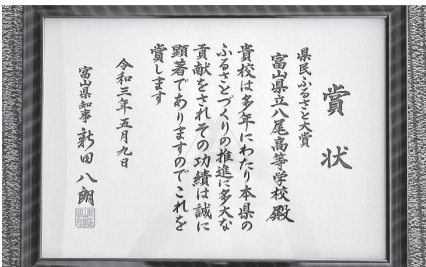 賞状
県民ふるさと大賞
富山県立八尾高等学校殿
貴校は多年にわたり本県の
ふるさとづくりの推進に多大な
貢献をされその功績は誠に
顕著でありますのでこれを
賞します
令和三年五月九日
富山県知事 新田八朗